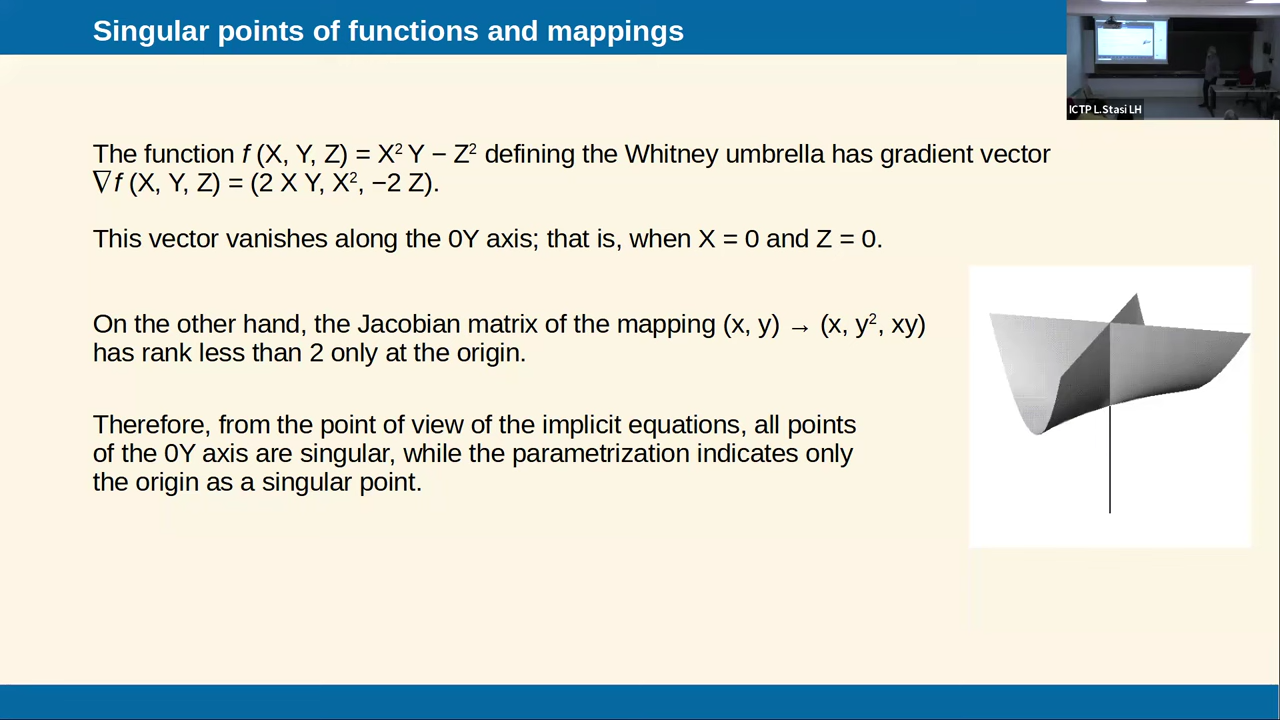 Singular points of functions and mappings
ICTP L.Stasi LH
The function f (X, Y, Z) = X² Y − Z² defining the Whitney umbrella has gradient vector
∇f (X, Y, Z) = (2 X Y, X², −2 Z).
This vector vanishes along the 0Y axis; that is, when X = 0 and Z = 0.
On the other hand, the Jacobian matrix of the mapping (x, y) → (x, y², xy)
has rank less than 2 only at the origin.
Therefore, from the point of view of the implicit equations, all points
of the 0Y axis are singular, while the parametrization indicates only
the origin as a singular point.